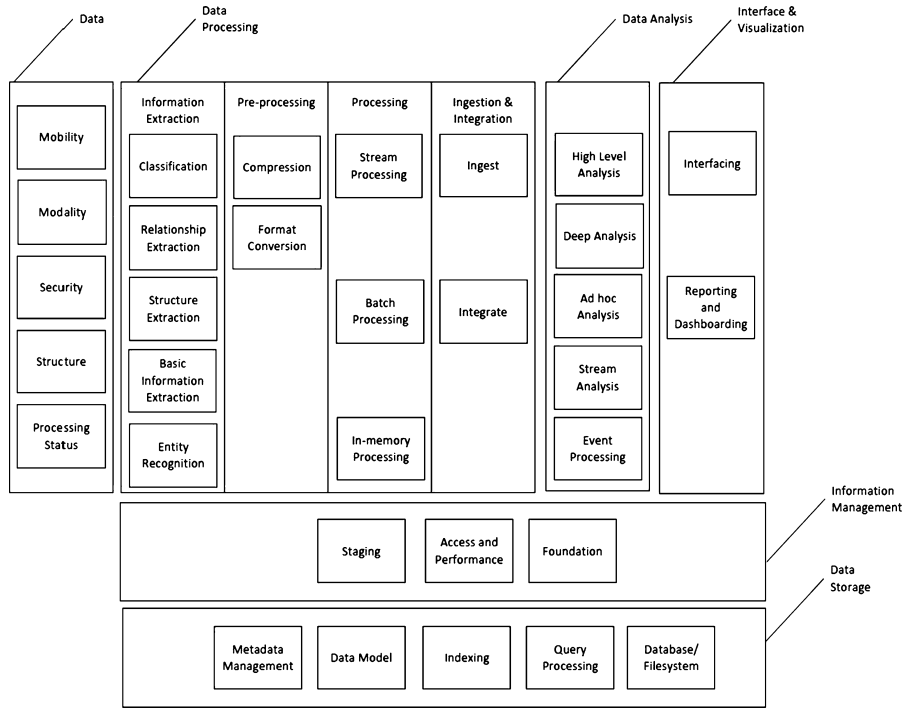 Data
Data
Processing
Data Analysis
Interface &
Visualization
Mobility
Modality
Security
Structure
Processing
Status
Information
Extraction
Classification
Relationship
Extraction
Structure
Extraction
Basic
Information
Extraction
Entity
Recognition
Pre-processing
Compression
Format
Conversion
Processing
Stream
Processing
Batch
Processing
In-memory
Processing
Ingestion &
Integration
Ingest
Integrate
High Level
Analysis
Deep Analysis
Ad hoc
Analysis
Stream
Analysis
Event
Processing
Interfacing
Reporting
and
Dashboarding
Information
Management
Staging
Access and
Performance
Foundation
Data
Storage
Metadata
Management
Data Model
Indexing
Query
Processing
Database/
Filesystem